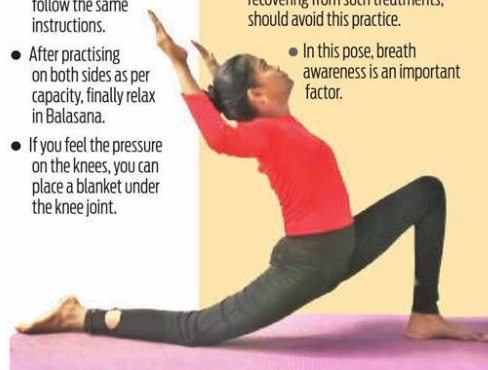 follow the same
instructions.
● After practising
on both sides as per
capacity, finally relax
in Balasana.
● If you feel the pressure
on the knees, you can
place a blanket under
the knee joint.
recovering from such treatments,
should avoid this practice.
● In this pose, breath
awareness is an important
factor.